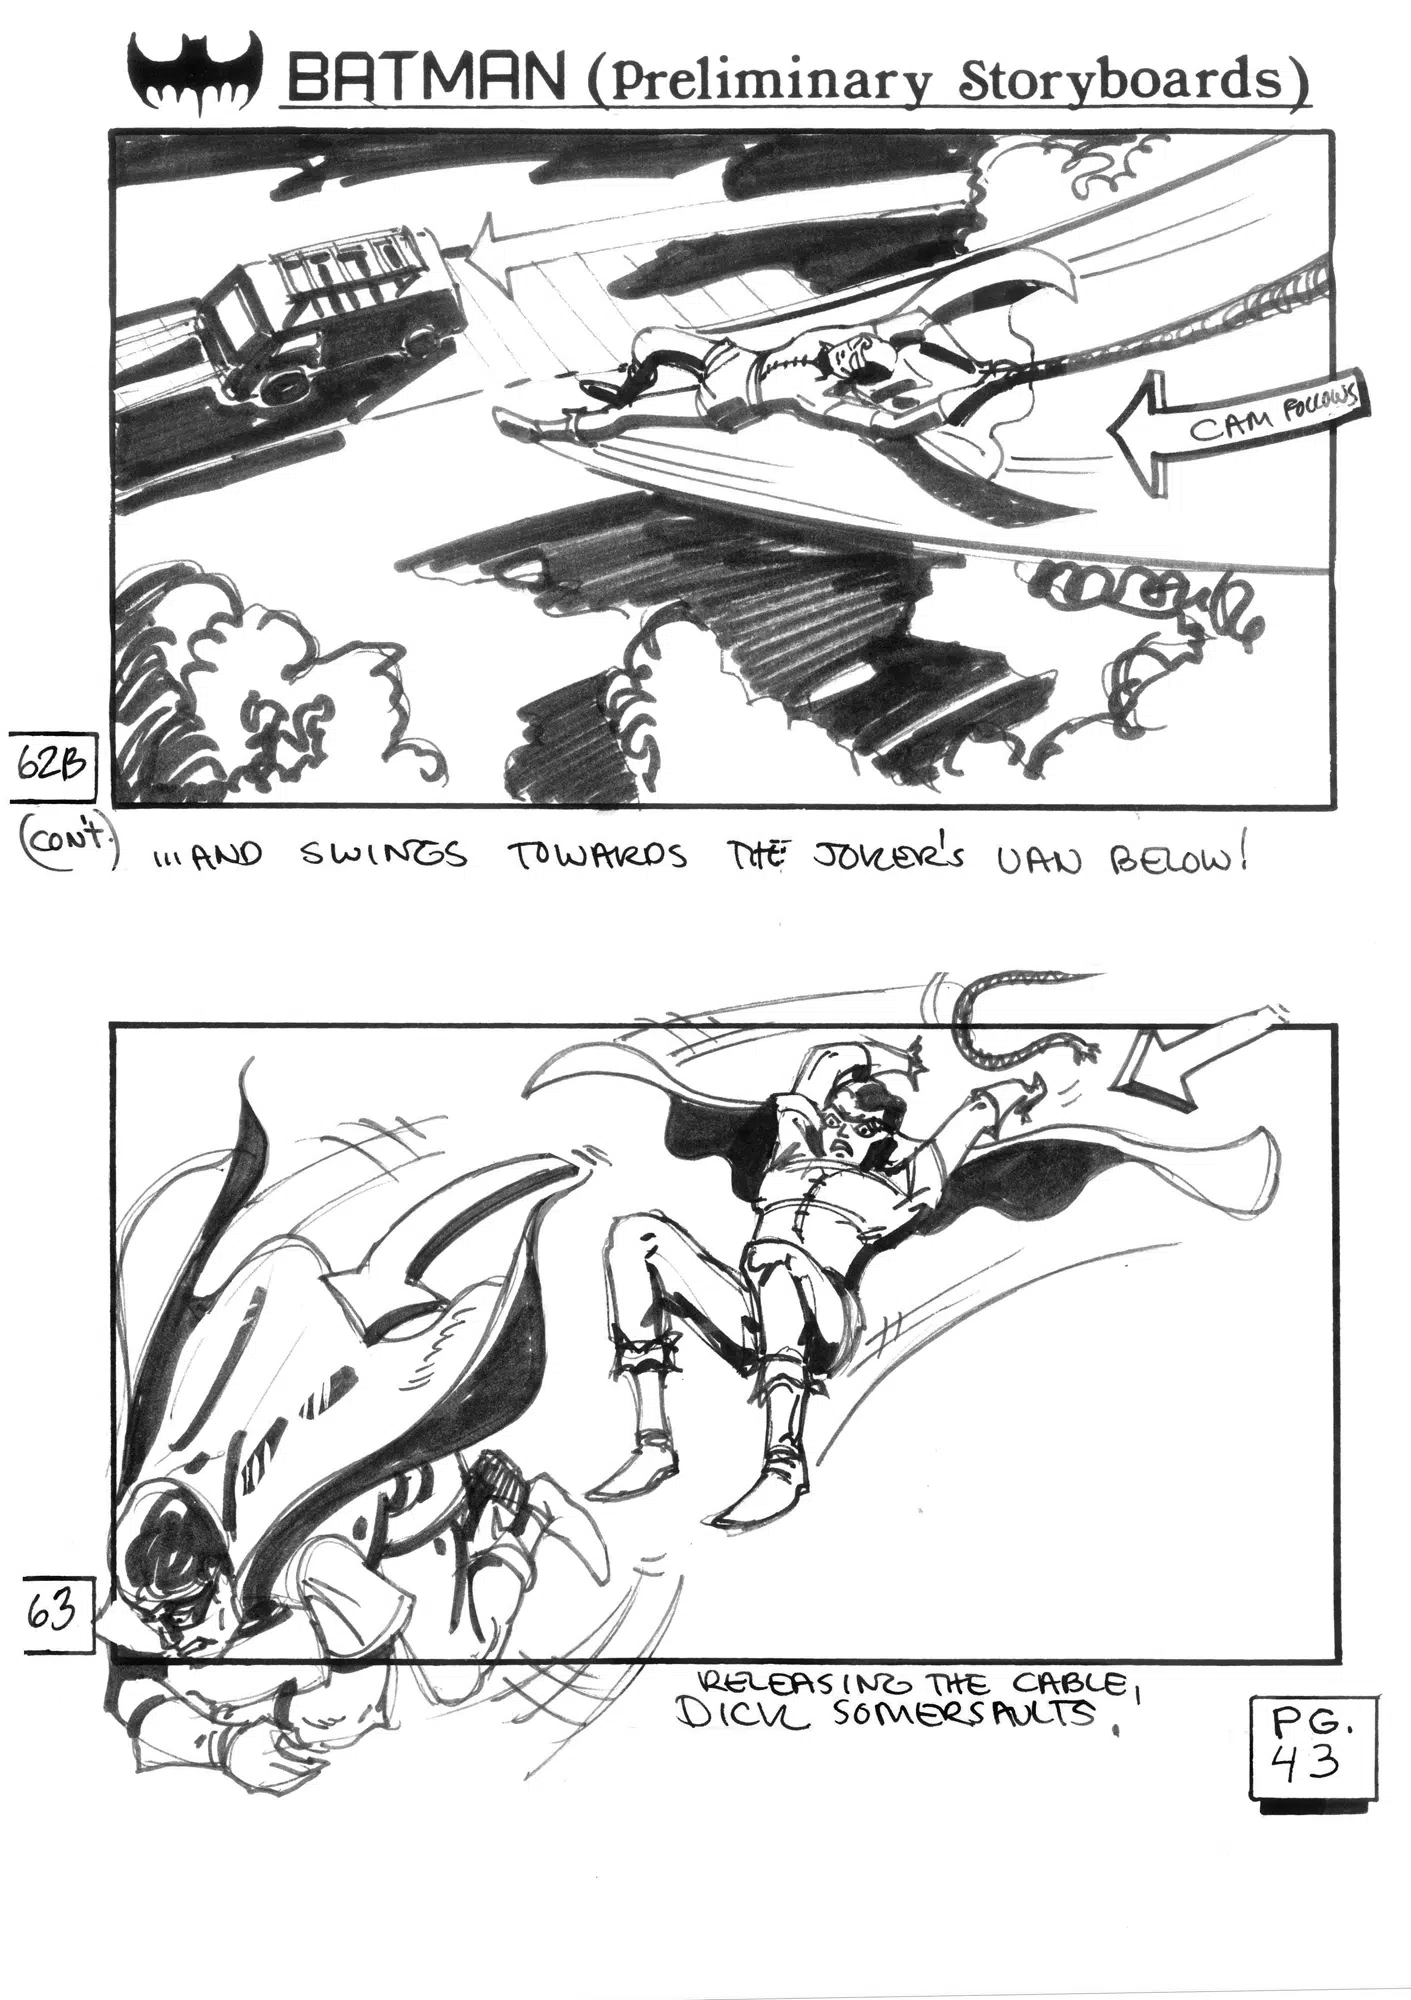 BATMAN (Preliminary Storyboards)
CAM FOLLOWS
62B
(CON'T.) ...AND SWINGS TOWARDS THE JOKER'S VAN BELOW!
63
RELEASING THE CABLE,
DICK SOMERSAULTS.
PG.
43